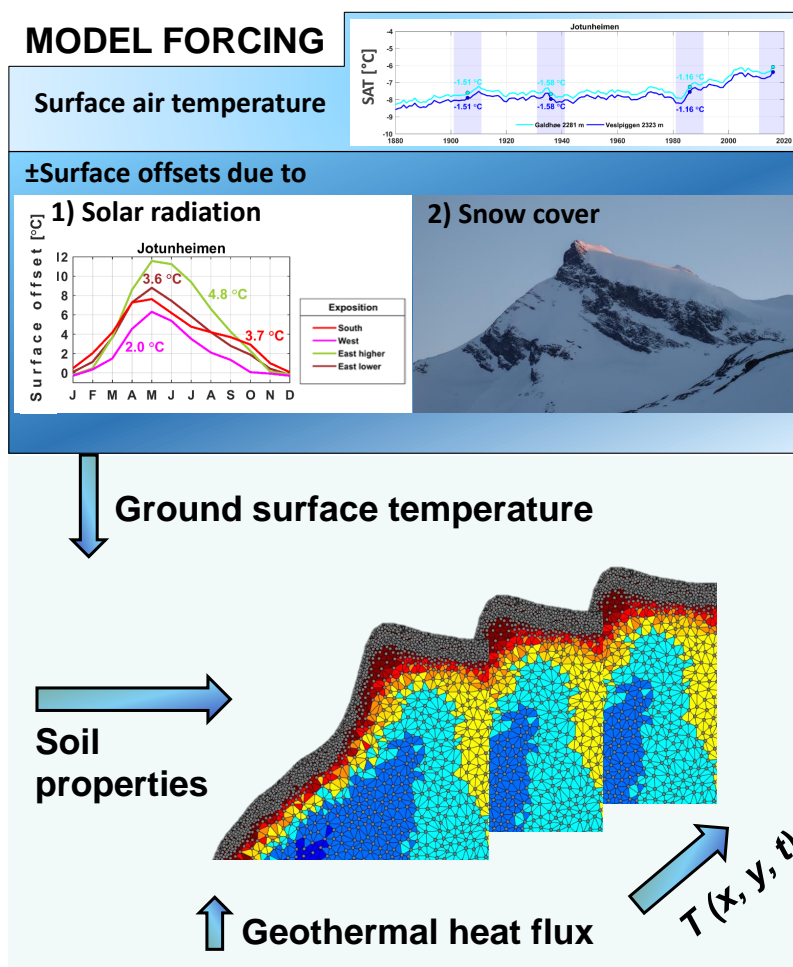 MODEL FORCING
Surface air temperature
Jotunheimen
SAT [°C]
-4
-5
-6
-7
-8
-9
-10
-1.51 °C
-1.58 °C
-1.16 °C
-1.51 °C
-1.58 °C
-1.16 °C
Galdhøe 2281 m
Veslpiggen 2323 m
1880 1900 1920 1940 1960 1980 2000 2020
±Surface offsets due to
1) Solar radiation
Jotunheimen
Surface offset [°C]
12
10
8
6
4
2
0
3.6 °C
4.8 °C
3.7 °C
2.0 °C
J F M A M J J A S O N D
Exposition
South
West
East higher
East lower
2) Snow cover
Ground surface temperature
Soil
properties
Geothermal heat flux
T (x, y, t)